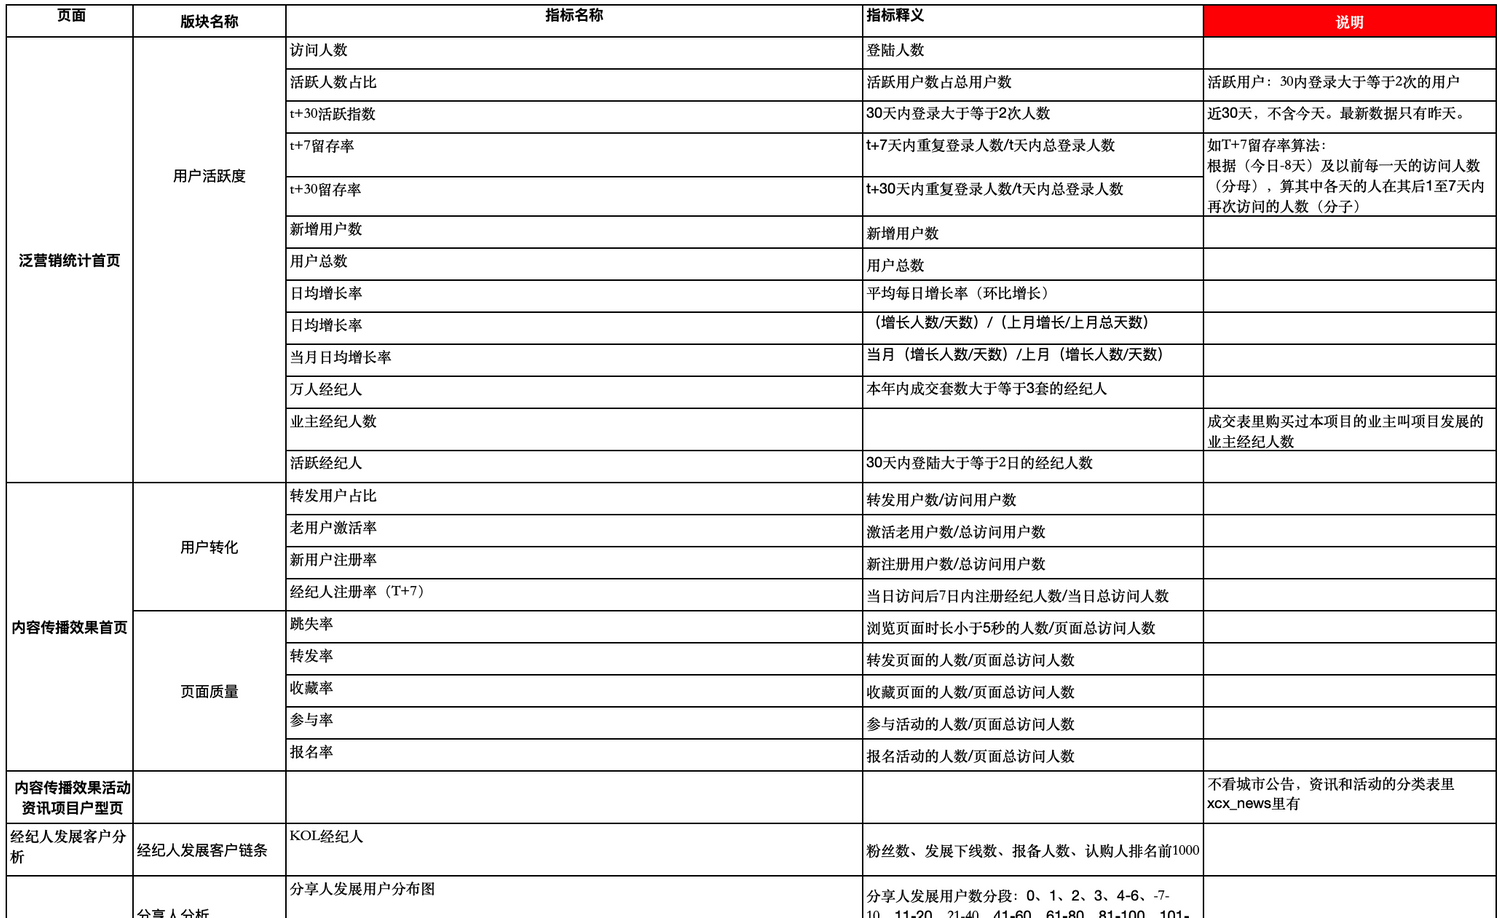 页面 版块名称 指标名称 指标释义 说明
泛营销统计首页
用户活跃度
访问人数 登陆人数
活跃人数占比 活跃用户数占总用户数 活跃用户：30内登录大于等于2次的用户
t+30活跃指数 30天内登录大于等于2次人数 近30天，不含今天。最新数据只有昨天。
t+7留存率 t+7天内重复登录人数/t天内总登录人数 如T+7留存率算法：
根据（今日-8天）及以前每一天的访问人数
（分母），算其中各天的人在其后1至7天内
再次访问的人数（分子）
t+30留存率 t+30天内重复登录人数/t天内总登录人数
新增用户数 新增用户数
用户总数 用户总数
日均增长率 平均每日增长率（环比增长）
日均增长率 （增长人数/天数）/（上月增长/上月总天数）
当月日均增长率 当月（增长人数/天数）/上月（增长人数/天数）
万人经纪人 本年内成交套数大于等于3套的经纪人
业主经纪人数 成交表里购买过本项目的业主叫项目发展的
业主经纪人数
活跃经纪人 30天内登陆大于等于2日的经纪人数
内容传播效果首页
用户转化
转发用户占比 转发用户数/访问用户数
老用户激活率 激活老用户数/总访问用户数
新用户注册率 新注册用户数/总访问用户数
经纪人注册率（T+7） 当日访问后7日内注册经纪人数/当日总访问人数
页面质量
跳失率 浏览页面时长小于5秒的人数/页面总访问人数
转发率 转发页面的人数/页面总访问人数
收藏率 收藏页面的人数/页面总访问人数
参与率 参与活动的人数/页面总访问人数
报名率 报名活动的人数/页面总访问人数
内容传播效果活动
资讯项目户型页
不看城市公告，资讯和活动的分类表里
xcx_news里有
经纪人发展客户分
析
经纪人发展客户链条
KOL经纪人
粉丝数、发展下线数、报备人数、认购人排名前1000
分享人分析
分享人发展用户分布图
分享人发展用户数分段：0、1、2、3、4-6、-7-
10、11-20、21-40、41-60、61-80、81-100、101-